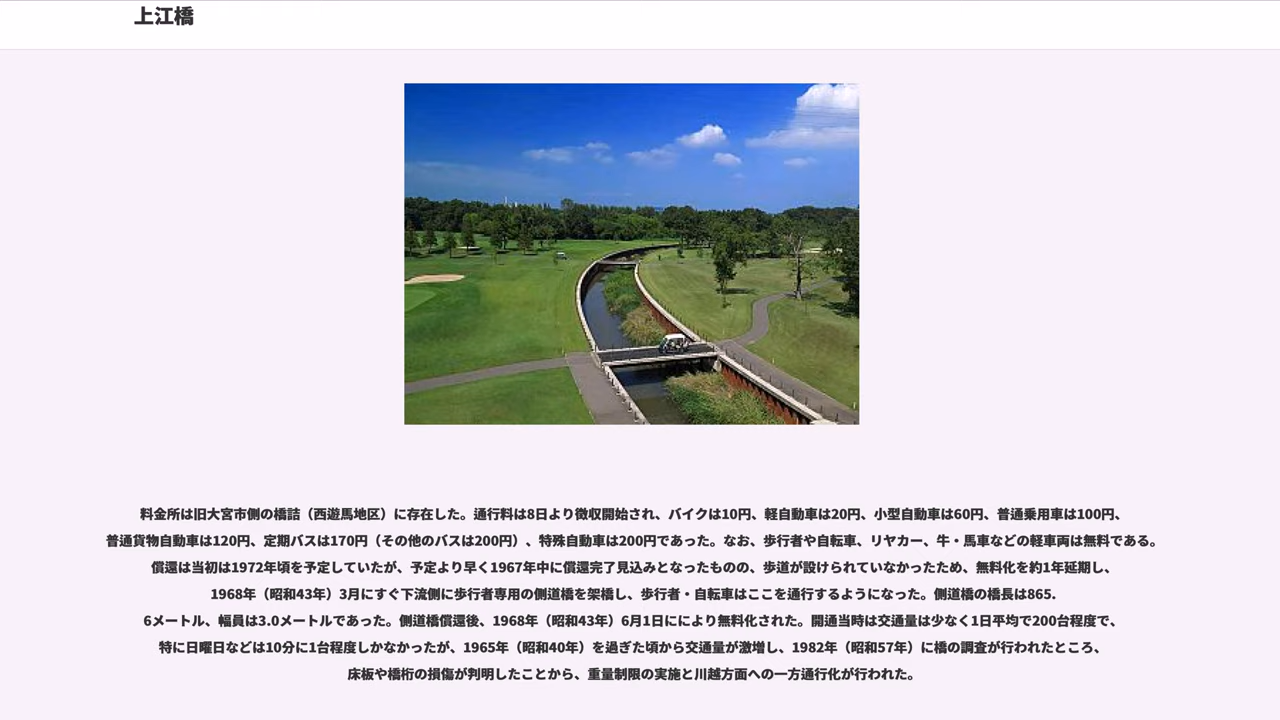 上江橋
料金所は旧大宮市側の橋詰（西遊馬地区）に存在した。通行料は8日より徴収開始され、バイクは10円、軽自動車は20円、小型自動車は60円、普通乗用車は100円、
普通貨物自動車は120円、定期バスは170円（その他のバスは200円）、特殊自動車は200円であった。なお、歩行者や自転車、リヤカー、牛・馬車などの軽車両は無料である。
償還は当初は1972年頃を予定していたが、予定より早く1967年中に償還完了見込みとなったものの、歩道が設けられていなかったため、無料化を約1年延期し、
1968年（昭和43年）3月にすぐ下流側に歩行者専用の側道橋を架橋し、歩行者・自転車はここを通行するようになった。側道橋の橋長は865.
6メートル、幅員は3.0メートルであった。側道橋償還後、1968年（昭和43年）6月1日ににより無料化された。開通当時は交通量は少なく1日平均で200台程度で、
特に日曜日などは10分に1台程度しかなかったが、1965年（昭和40年）を過ぎた頃から交通量が激増し、1982年（昭和57年）に橋の調査が行われたところ、
床板や橋桁の損傷が判明したことから、重量制限の実施と川越方面への一方通行化が行われた。